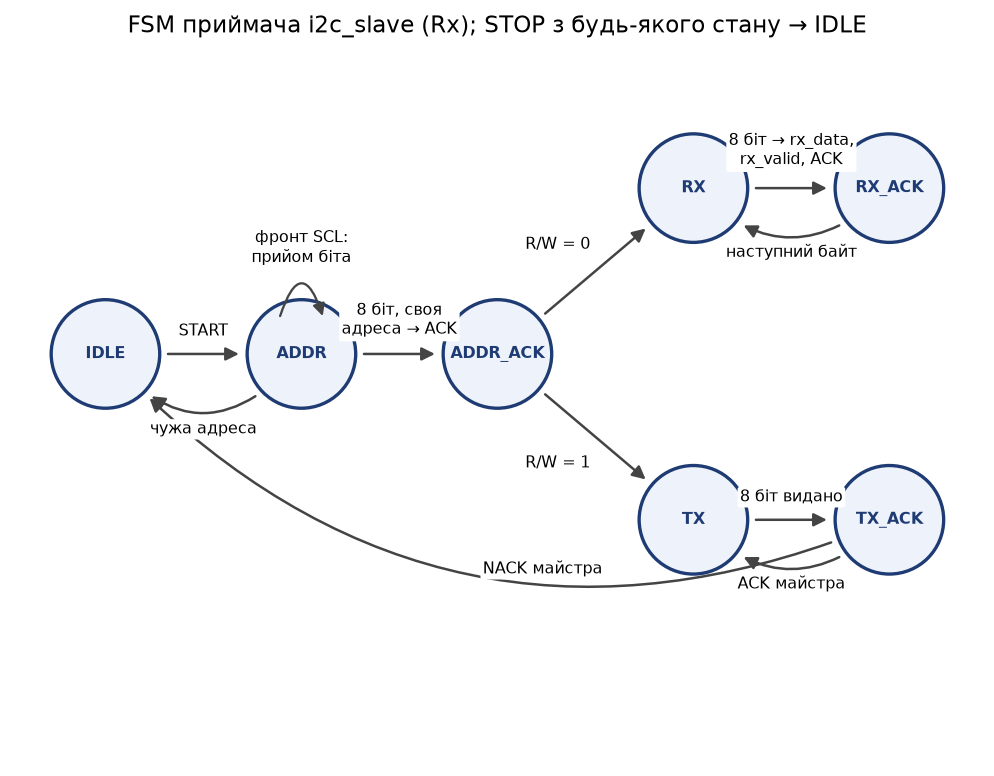 FSM приймача i2c_slave (Rx); STOP з будь-якого стану → IDLE
8 біт → rx_data,
rx_valid, ACK
RX
RX_ACK
R/W = 0
наступний байт
фронт SCL:
прийом біта
8 біт, своя
адреса → ACK
START
IDLE
ADDR
ADDR_ACK
чужа адреса
R/W = 1
8 біт видано
TX
TX_ACK
NACK майстра
ACK майстра